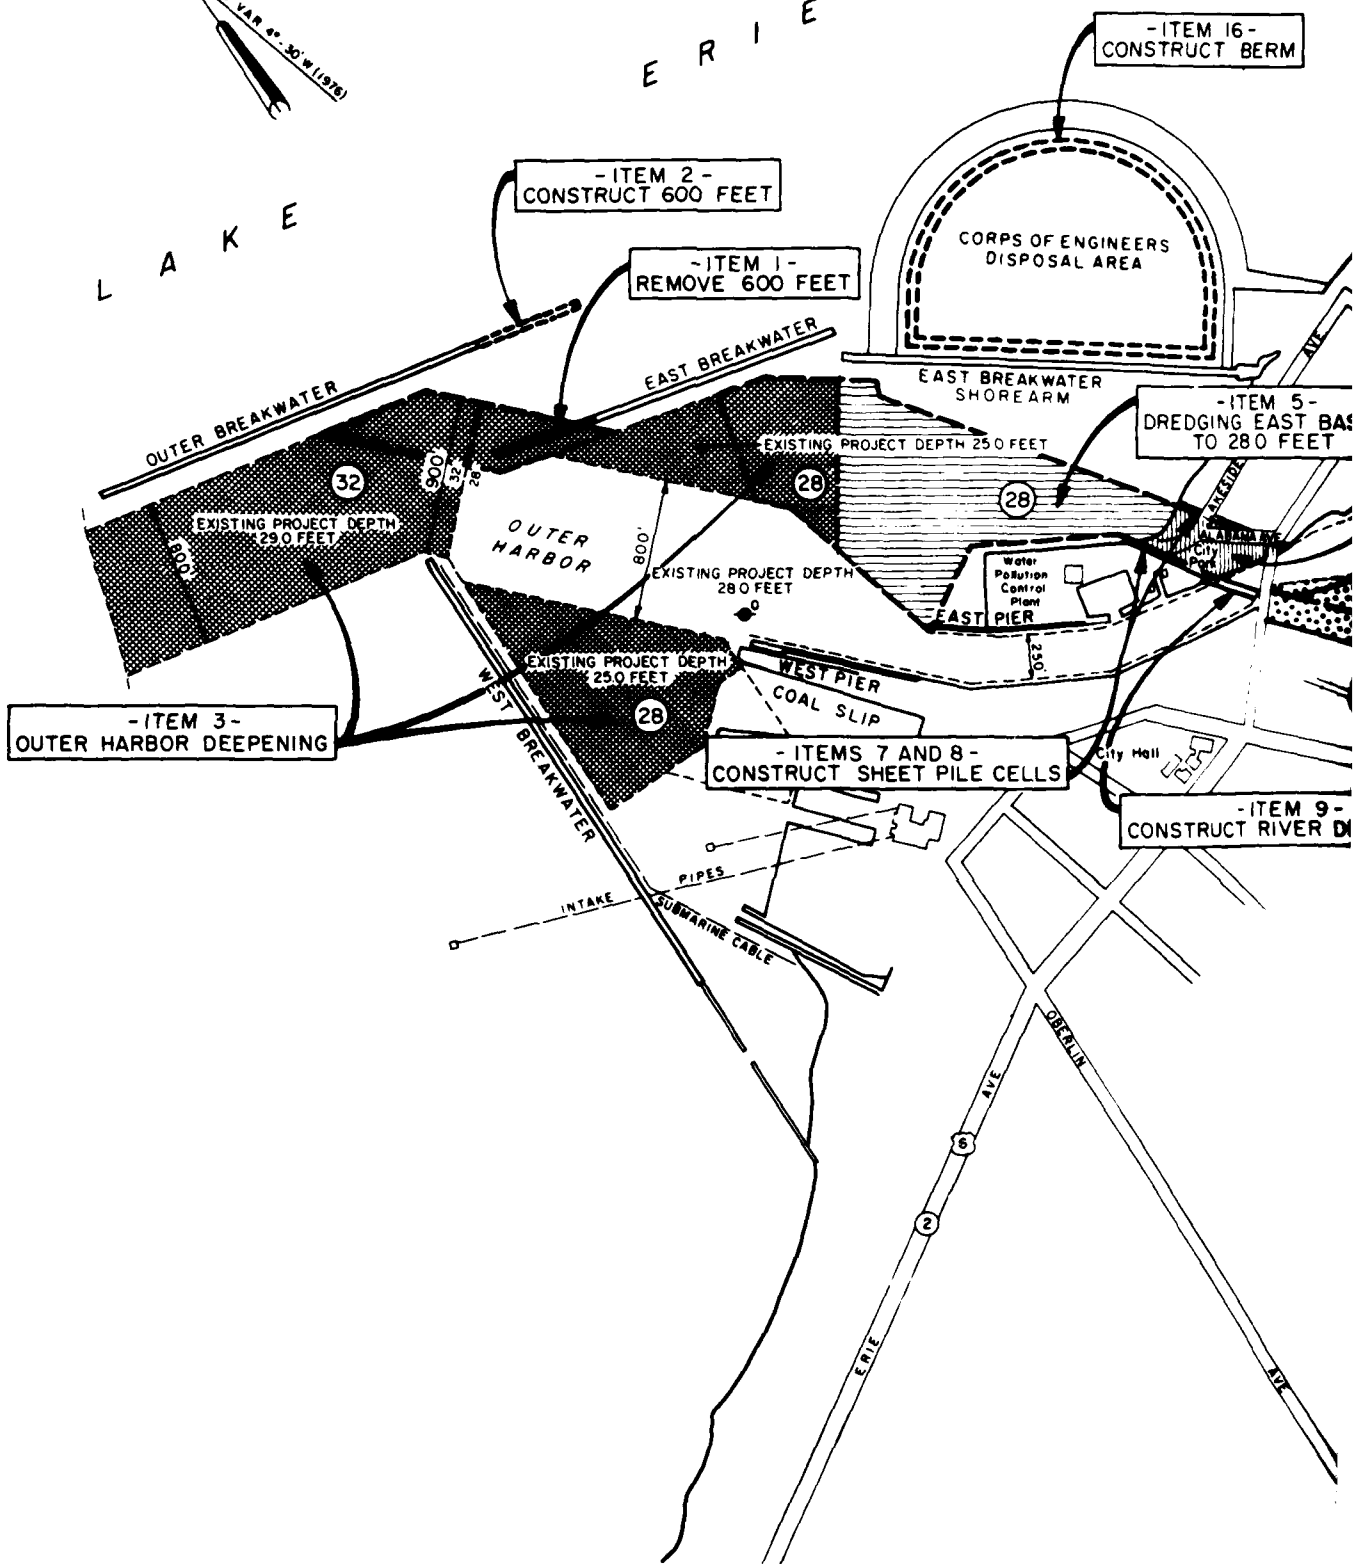 VAR 4°-30' W (1976)
LAKE ERIE
-ITEM 16-
CONSTRUCT BERM
-ITEM 2-
CONSTRUCT 600 FEET
-ITEM 1-
REMOVE 600 FEET
CORPS OF ENGINEERS
DISPOSAL AREA
OUTER BREAKWATER
EAST BREAKWATER
EAST BREAKWATER
SHOREARM
AVE
-ITEM 5-
DREDGING EAST BAS
TO 28.0 FEET
LAKESIDE
EXISTING PROJECT DEPTH 25.0 FEET
32
900'
32
28
28
28
EXISTING PROJECT DEPTH
29.0 FEET
800'
OUTER
HARBOR
800'
EXISTING PROJECT DEPTH
28.0 FEET
0
Water
Pollution
Control
Plant
ALABAMA AVE
City
Park
EAST PIER
250'
WEST PIER
COAL SLIP
EXISTING PROJECT DEPTH
25.0 FEET
28
WEST BREAKWATER
-ITEM 3-
OUTER HARBOR DEEPENING
-ITEMS 7 AND 8-
CONSTRUCT SHEET PILE CELLS
City Hall
-ITEM 9-
CONSTRUCT RIVER DI
INTAKE PIPES
SUBMARINE CABLE
OBERLIN
AVE
6
2
ERIE
AVE